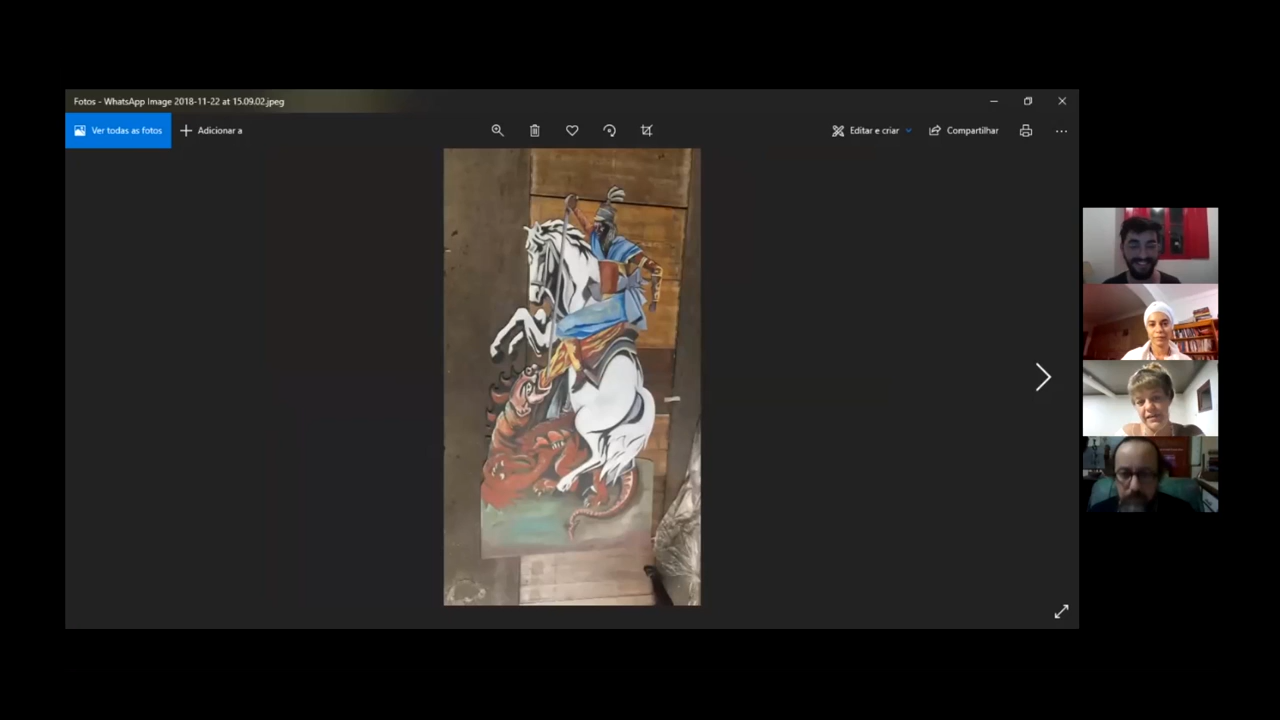 Fotos - WhatsApp Image 2018-11-22 at 15.09.02.jpeg
Ver todas as fotos
Adicionar a
Editar e criar
Compartilhar